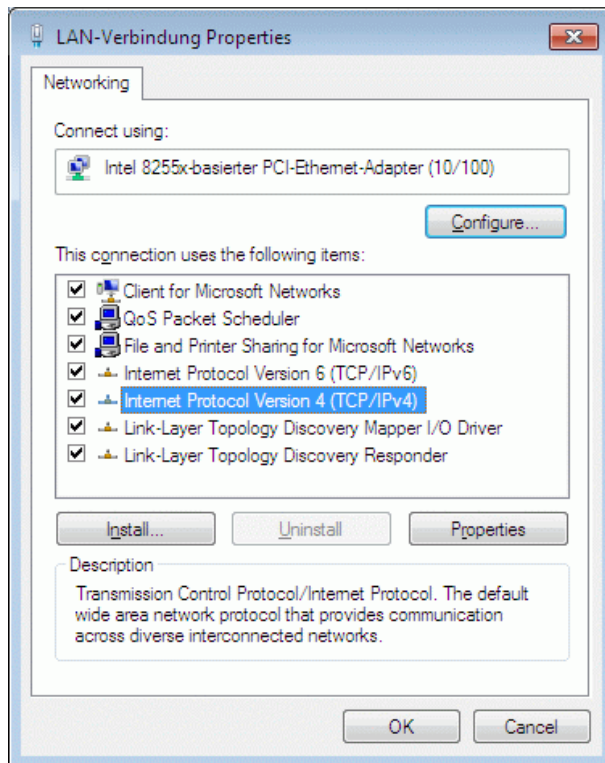 LAN-Verbindung Properties
Networking
Connect using:
Intel 8255x-basierter PCI-Ethernet-Adapter (10/100)
Configure...
This connection uses the following items:
Client for Microsoft Networks
QoS Packet Scheduler
File and Printer Sharing for Microsoft Networks
Internet Protocol Version 6 (TCP/IPv6)
Internet Protocol Version 4 (TCP/IPv4)
Link-Layer Topology Discovery Mapper I/O Driver
Link-Layer Topology Discovery Responder
Install... Uninstall Properties
Description
Transmission Control Protocol/Internet Protocol. The default
wide area network protocol that provides communication
across diverse interconnected networks.
OK Cancel